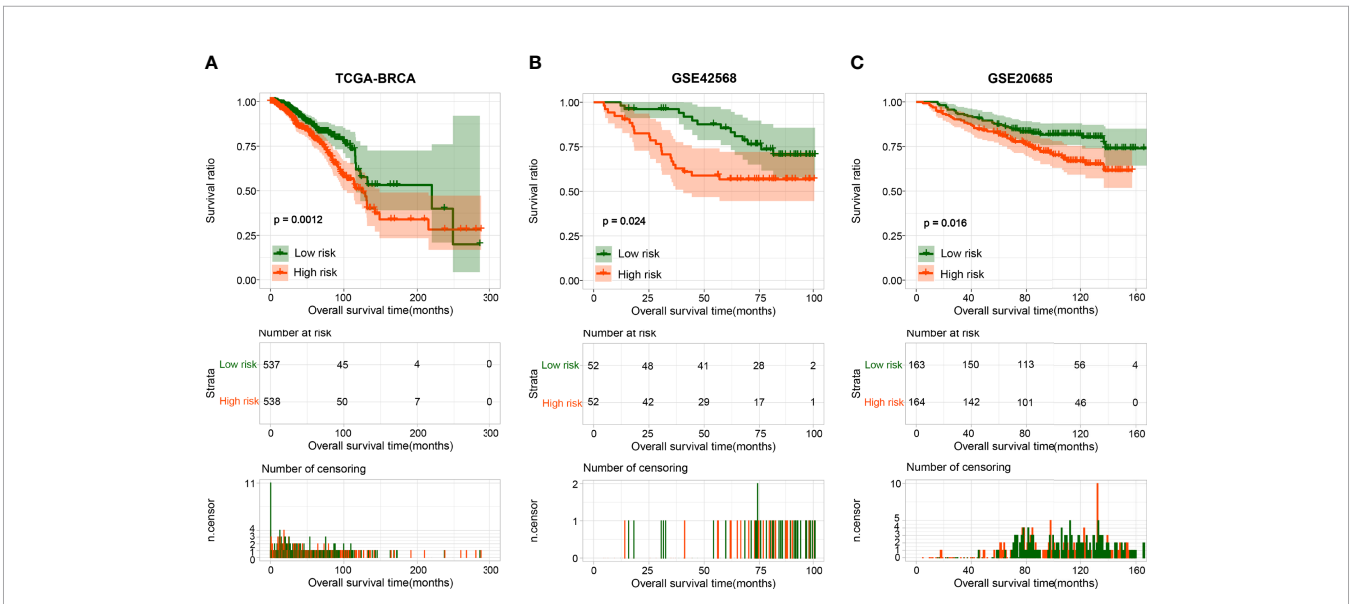 A
TCGA-BRCA
Survival ratio
1.00
0.75
0.50
0.25
0.00
p = 0.0012
Low risk
High risk
0 100 200 300
Overall survival time(months)
Number at risk
Strata
Low risk 537 45 4 0
High risk 538 50 7 0
0 100 200 300
Overall survival time(months)
Number of censoring
n.censor
11
4
3
2
1
0
0 100 200 300
Overall survival time(months)
B
GSE42568
Survival ratio
1.00
0.75
0.50
0.25
0.00
p = 0.024
Low risk
High risk
0 25 50 75 100
Overall survival time(months)
Number at risk
Strata
Low risk 52 48 41 28 2
High risk 52 42 29 17 1
0 25 50 75 100
Overall survival time(months)
Number of censoring
n.censor
2
1
0
0 25 50 75 100
Overall survival time(months)
C
GSE20685
Survival ratio
1.00
0.75
0.50
0.25
0.00
p = 0.016
Low risk
High risk
0 40 80 120 160
Overall survival time(months)
Number at risk
Strata
Low risk 163 150 113 56 4
High risk 164 142 101 46 0
0 40 80 120 160
Overall survival time(months)
Number of censoring
n.censor
10
5
4
3
2
1
0
0 40 80 120 160
Overall survival time(months)